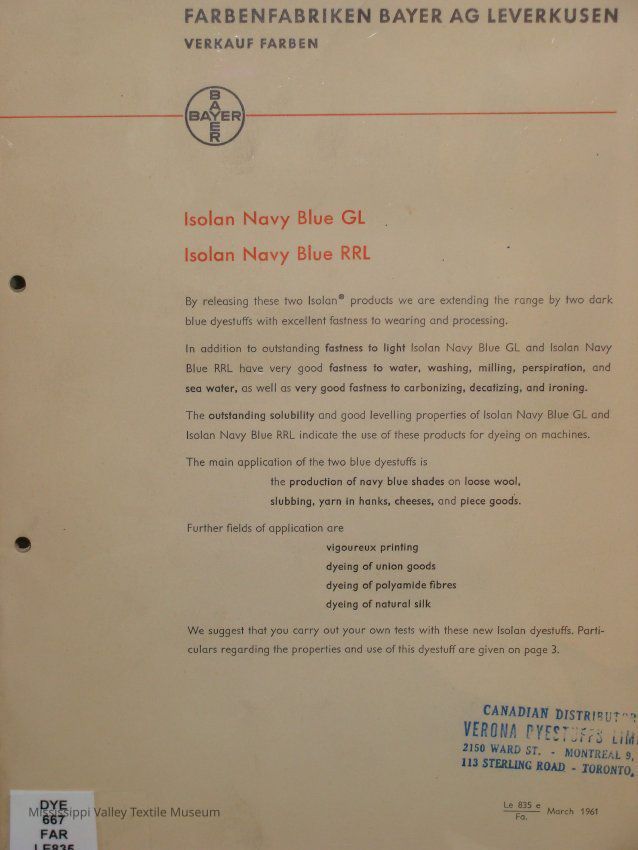 FARBENFABRIKEN BAYER AG LEVERKUSEN
VERKAUF FARBEN
BAYER
BAYER
Isolan Navy Blue GL
Isolan Navy Blue RRL
By releasing these two Isolan® products we are extending the range by two dark
blue dyestuffs with excellent fastness to wearing and processing.
In addition to outstanding fastness to light Isolan Navy Blue GL and Isolan Navy
Blue RRL have very good fastness to water, washing, milling, perspiration, and
sea water, as well as very good fastness to carbonizing, decatizing, and ironing.
The outstanding solubility and good levelling properties of Isolan Navy Blue GL and
Isolan Navy Blue RRL indicate the use of these products for dyeing on machines.
The main application of the two blue dyestuffs is
the production of navy blue shades on loose wool,
slubbing, yarn in hanks, cheeses, and piece goods.
Further fields of application are
vigoureux printing
dyeing of union goods
dyeing of polyamide fibres
dyeing of natural silk
We suggest that you carry out your own tests with these new Isolan dyestuffs. Parti-
culars regarding the properties and use of this dyestuff are given on page 3.
CANADIAN DISTRIBUTOR
VERONA DYESTUFFS LIM
2150 WARD ST. - MONTREAL 9,
113 STERLING ROAD - TORONTO,
Le 835 e
Fa.
March 1961
DYE
667
FAR
LE835
Mississippi Valley Textile Museum